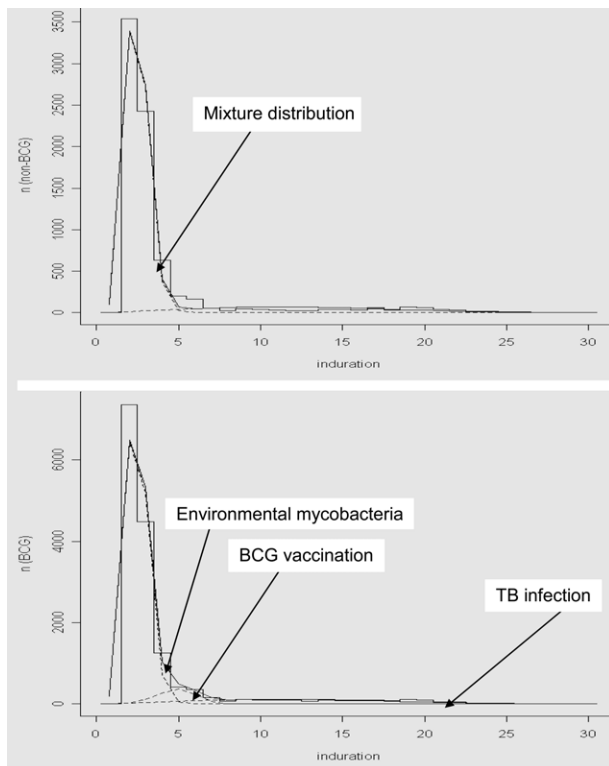 3500
3000
2500
2000
1500
1000
500
0
n (non-BCG)
Mixture distribution
0 5 10 15 20 25 30
induration
6000
4000
2000
0
n (BCG)
Environmental mycobacteria
BCG vaccination
TB infection
0 5 10 15 20 25 30
induration